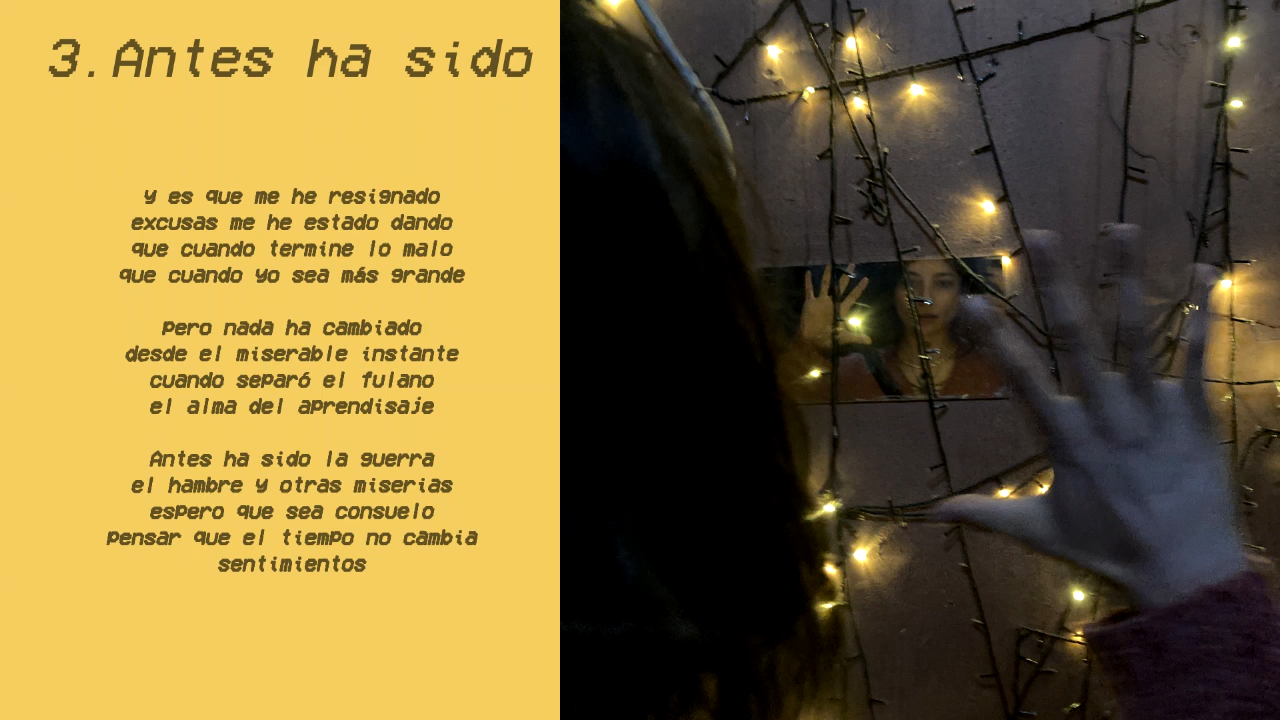 3.Antes ha sido
y es que me he resignado
excusas me he estado dando
que cuando termine lo malo
que cuando yo sea más grande
pero nada ha cambiado
desde el miserable instante
cuando separó el fulano
el alma del aprendisaje
Antes ha sido la guerra
el hambre y otras miserias
espero que sea consuelo
pensar que el tiempo no cambia
sentimientos